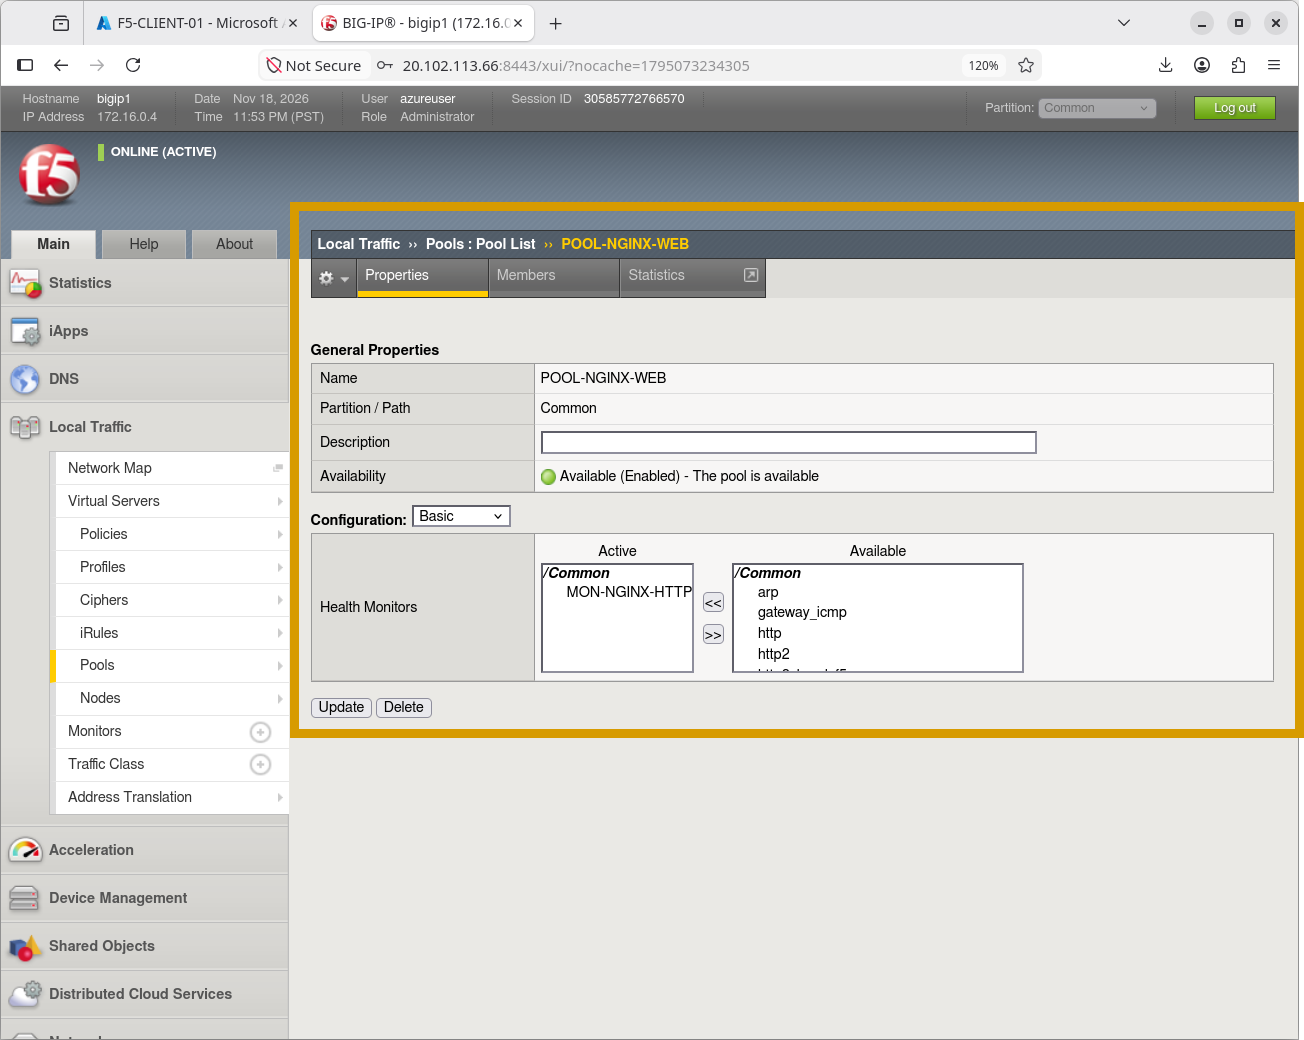 F5-CLIENT-01 - Microsoft
BIG-IP® - bigip1 (172.16.0
Not Secure
20.102.113.66:8443/xui/?nocache=1795073234305
120%
Hostname bigip1
IP Address 172.16.0.4
Date Nov 18, 2026
Time 11:53 PM (PST)
User azureuser
Role Administrator
Session ID 30585772766570
Partition: Common
Log out
f5
ONLINE (ACTIVE)
Main Help About
Statistics
iApps
DNS
Local Traffic
Network Map
Virtual Servers
Policies
Profiles
Ciphers
iRules
Pools
Nodes
Monitors
Traffic Class
Address Translation
Acceleration
Device Management
Shared Objects
Distributed Cloud Services
Local Traffic ›› Pools : Pool List ›› POOL-NGINX-WEB
Properties Members Statistics
General Properties
Name POOL-NGINX-WEB
Partition / Path Common
Description
Availability Available (Enabled) - The pool is available
Configuration: Basic
Health Monitors
Active
/Common
MON-NGINX-HTTP
<<
>>
Available
/Common
arp
gateway_icmp
http
http2
Update Delete